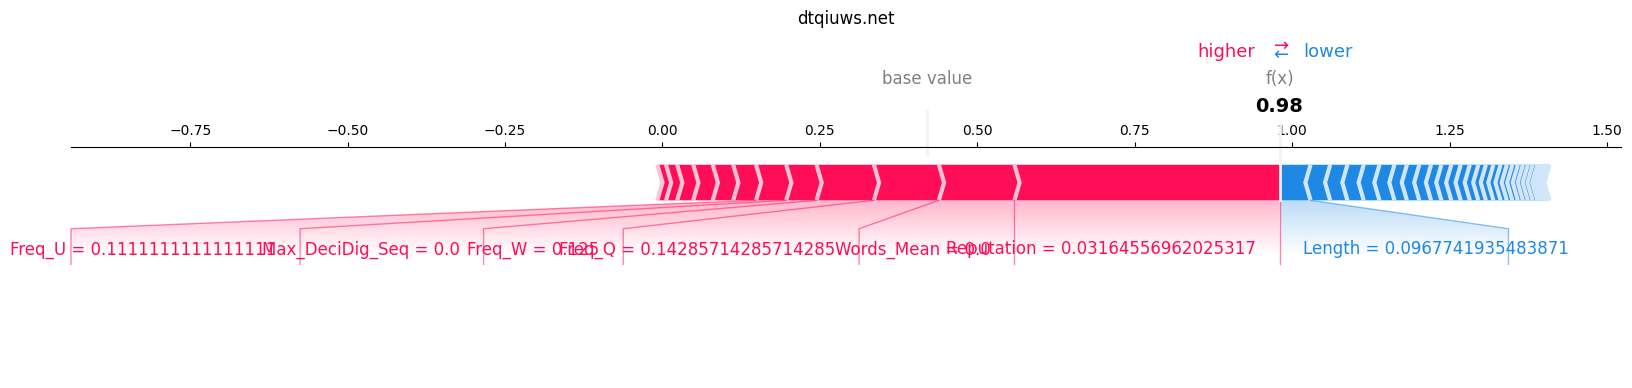 dtqiuws.net
higher ⇄ lower
base value f(x)
0.98
−0.75 −0.50 −0.25 0.00 0.25 0.50 0.75 1.00 1.25 1.50
Freq_U = 0.1111111111111111 Max_DeciDig_Seq = 0.0 Freq_W = 0.125 Freq_Q = 0.14285714285714285 Words_Mean = 0.0 Reputation = 0.03164556962025317 Length = 0.0967741935483871